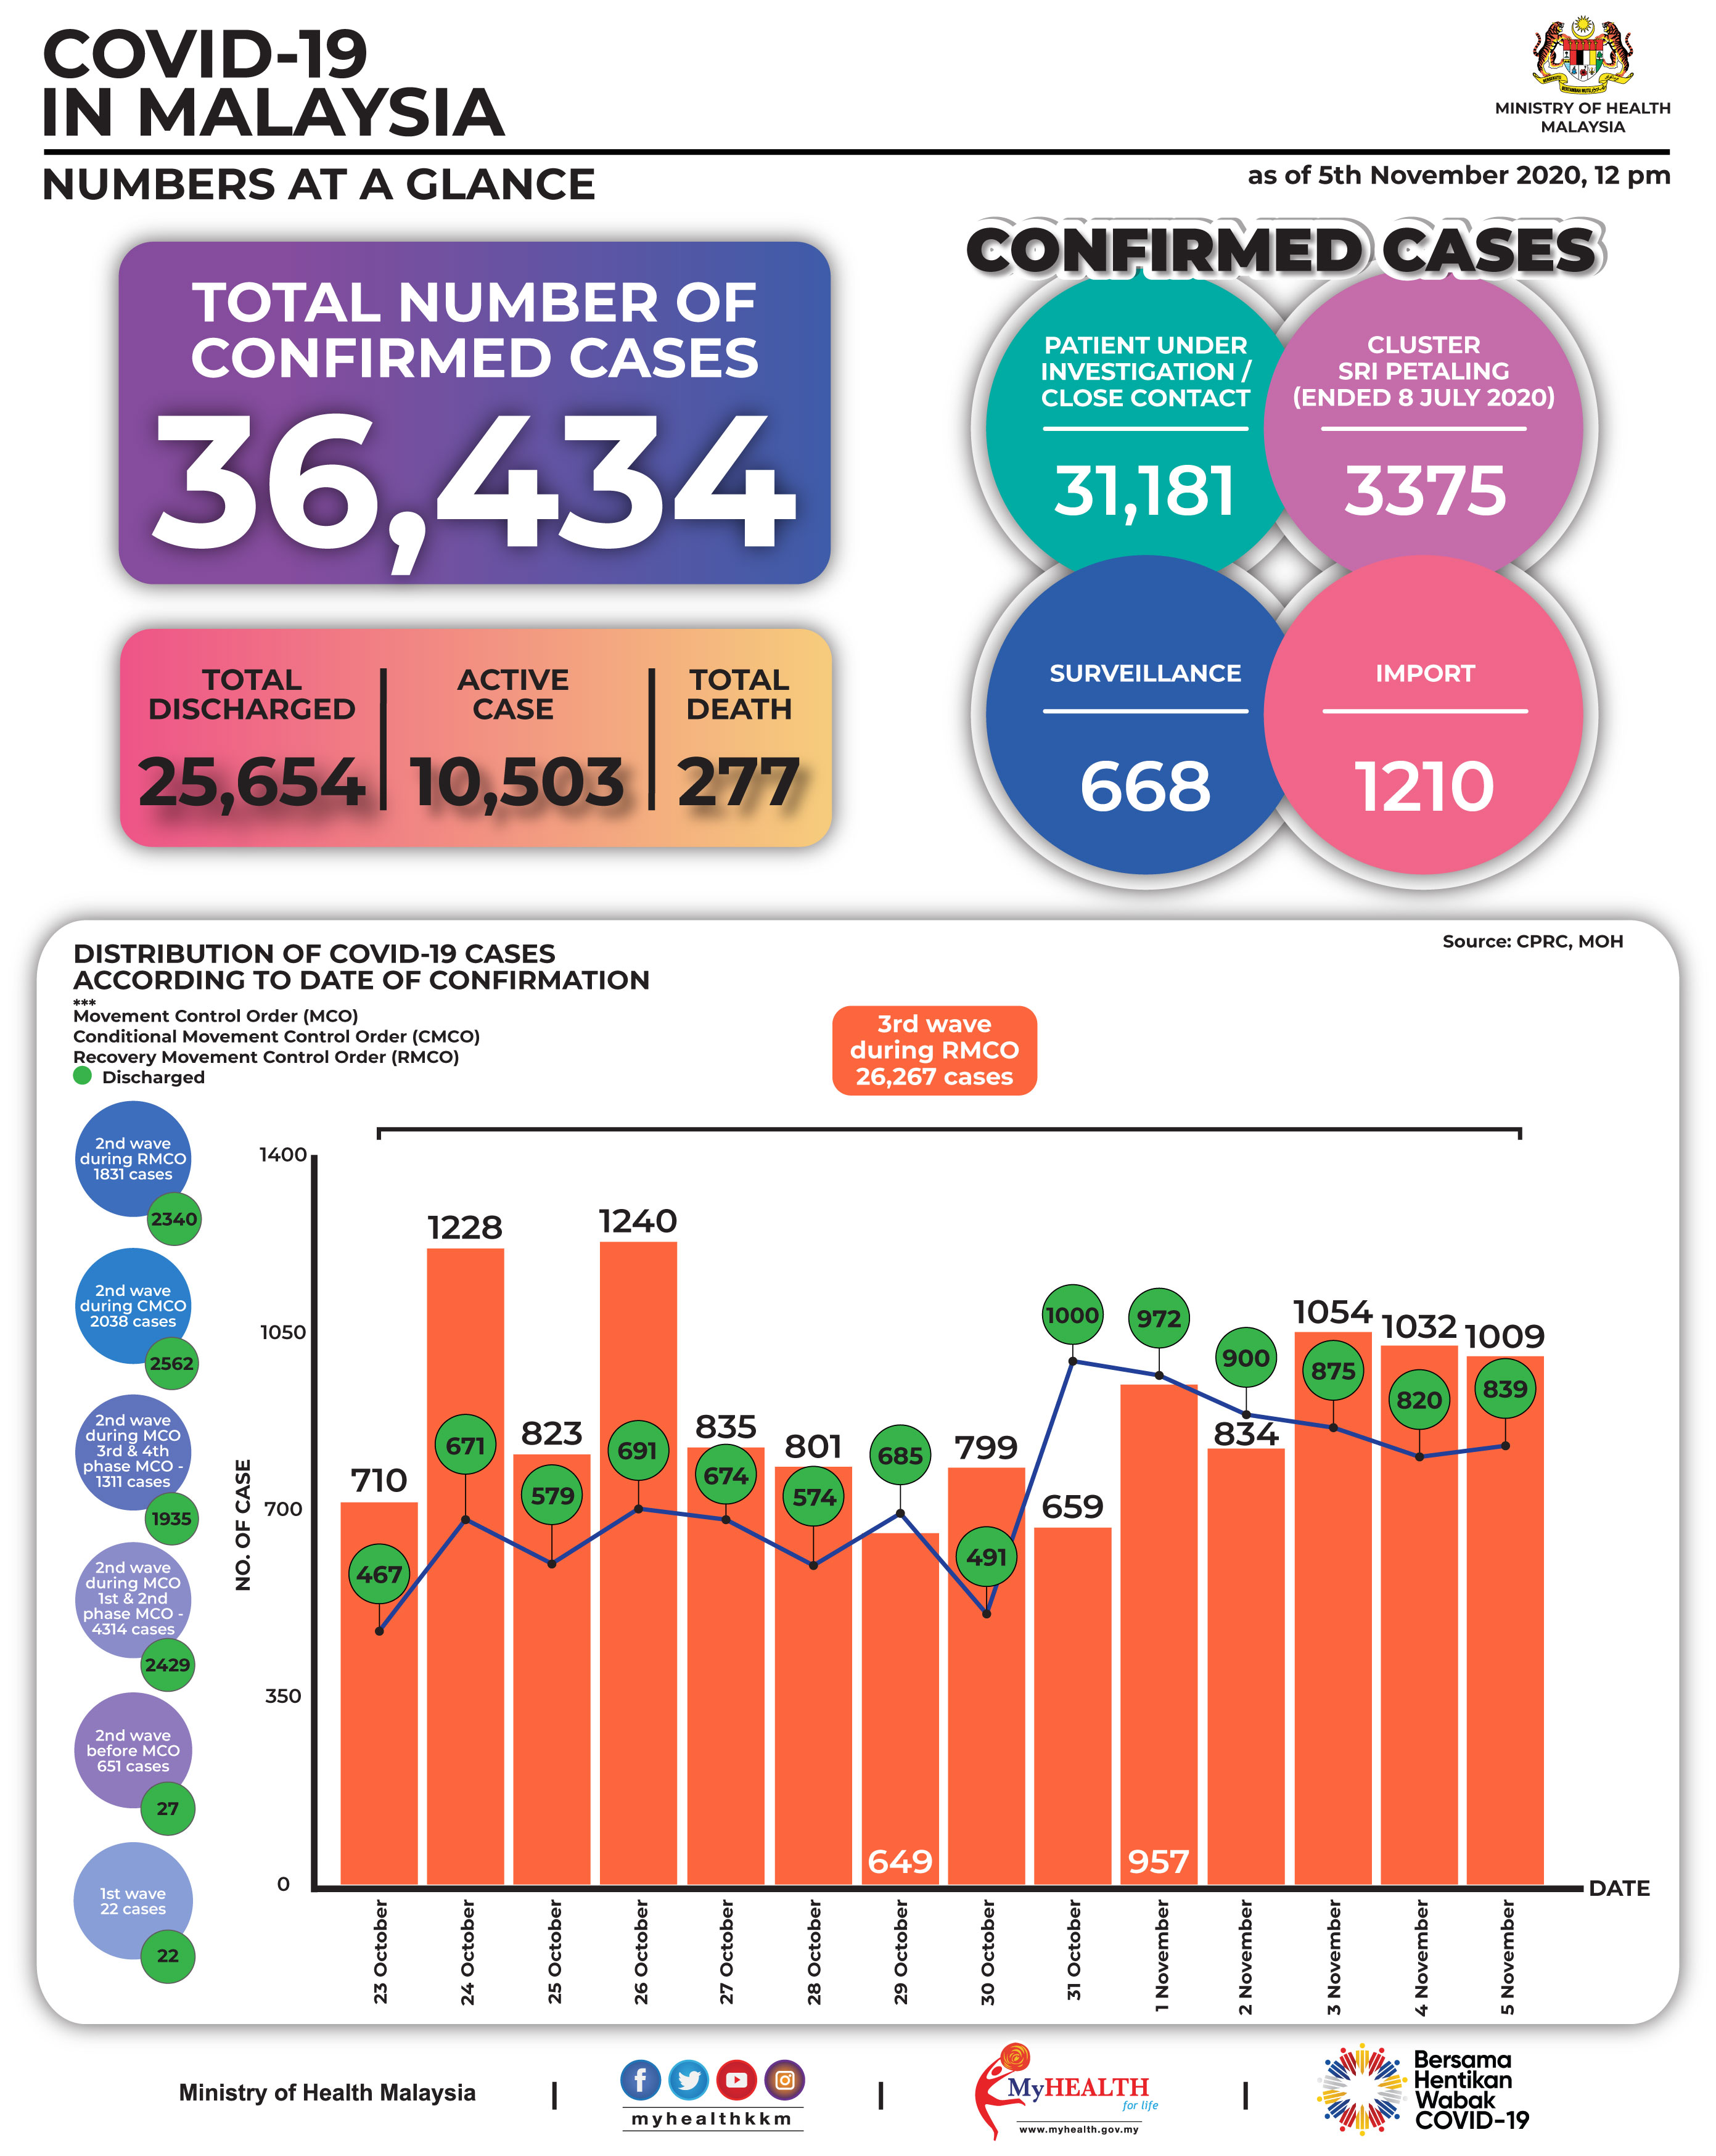 COVID-19
IN MALAYSIA
MINISTRY OF HEALTH
MALAYSIA
NUMBERS AT A GLANCE
as of 5th November 2020, 12 pm
TOTAL NUMBER OF
CONFIRMED CASES
36,434
TOTAL
DISCHARGED
25,654
ACTIVE
CASE
10,503
TOTAL
DEATH
277
CONFIRMED CASES
PATIENT UNDER
INVESTIGATION /
CLOSE CONTACT
31,181
CLUSTER
SRI PETALING
(ENDED 8 JULY 2020)
3375
SURVEILLANCE
668
IMPORT
1210
DISTRIBUTION OF COVID-19 CASES
ACCORDING TO DATE OF CONFIRMATION
Source: CPRC, MOH
***
Movement Control Order (MCO)
Conditional Movement Control Order (CMCO)
Recovery Movement Control Order (RMCO)
Discharged
3rd wave
during RMCO
26,267 cases
2nd wave
during RMCO
1831 cases
2340
2nd wave
during CMCO
2038 cases
2562
2nd wave
during MCO
3rd & 4th
phase MCO -
1311 cases
1935
2nd wave
during MCO
1st & 2nd
phase MCO -
4314 cases
2429
2nd wave
before MCO
651 cases
27
1st wave
22 cases
22
NO. OF CASE
1400
1050
700
350
0
710
1228
823
1240
835
801
649
799
659
957
834
1054
1032
1009
467
671
579
691
674
574
685
491
1000
972
900
875
820
839
DATE
23 October
24 October
25 October
26 October
27 October
28 October
29 October
30 October
31 October
1 November
2 November
3 November
4 November
5 November
Ministry of Health Malaysia
myhealthkkm
MyHEALTH
for life
www.myhealth.gov.my
Bersama
Hentikan
Wabak
COVID-19